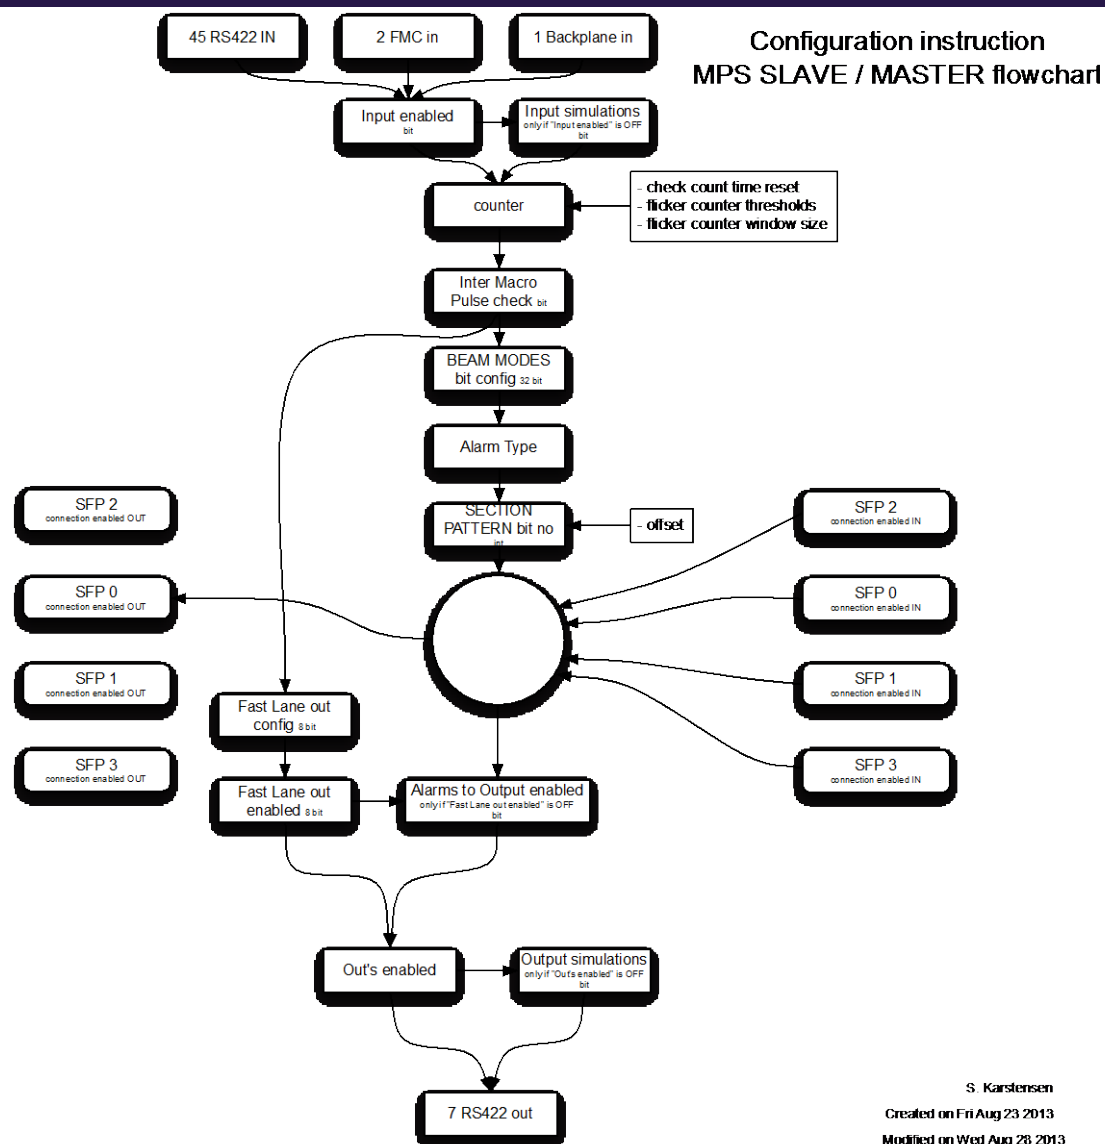 Configuration instruction
MPS SLAVE / MASTER flowchart
45 RS422 IN
2 FMC in
1 Backplane in
Input enabled
bit
Input simulations
only if "Input enabled" is OFF
bit
counter
- check count time reset
- flicker counter thresholds
- flicker counter window size
Inter Macro
Pulse check bit
BEAM MODES
bit config 32 bit
Alarm Type
SECTION
PATTERN bit no
int
- offset
SFP 2
connection enabled OUT
SFP 0
connection enabled OUT
SFP 1
connection enabled OUT
SFP 3
connection enabled OUT
SFP 2
connection enabled IN
SFP 0
connection enabled IN
SFP 1
connection enabled IN
SFP 3
connection enabled IN
Fast Lane out
config 8 bit
Fast Lane out
enabled 8 bit
Alarms to Output enabled
only if "Fast Lane out enabled" is OFF
bit
Out's enabled
Output simulations
only if "Out's enabled" is OFF
bit
7 RS422 out
S. Karstensen
Created on Fri Aug 23 2013
Modified on Wed Aug 28 2013